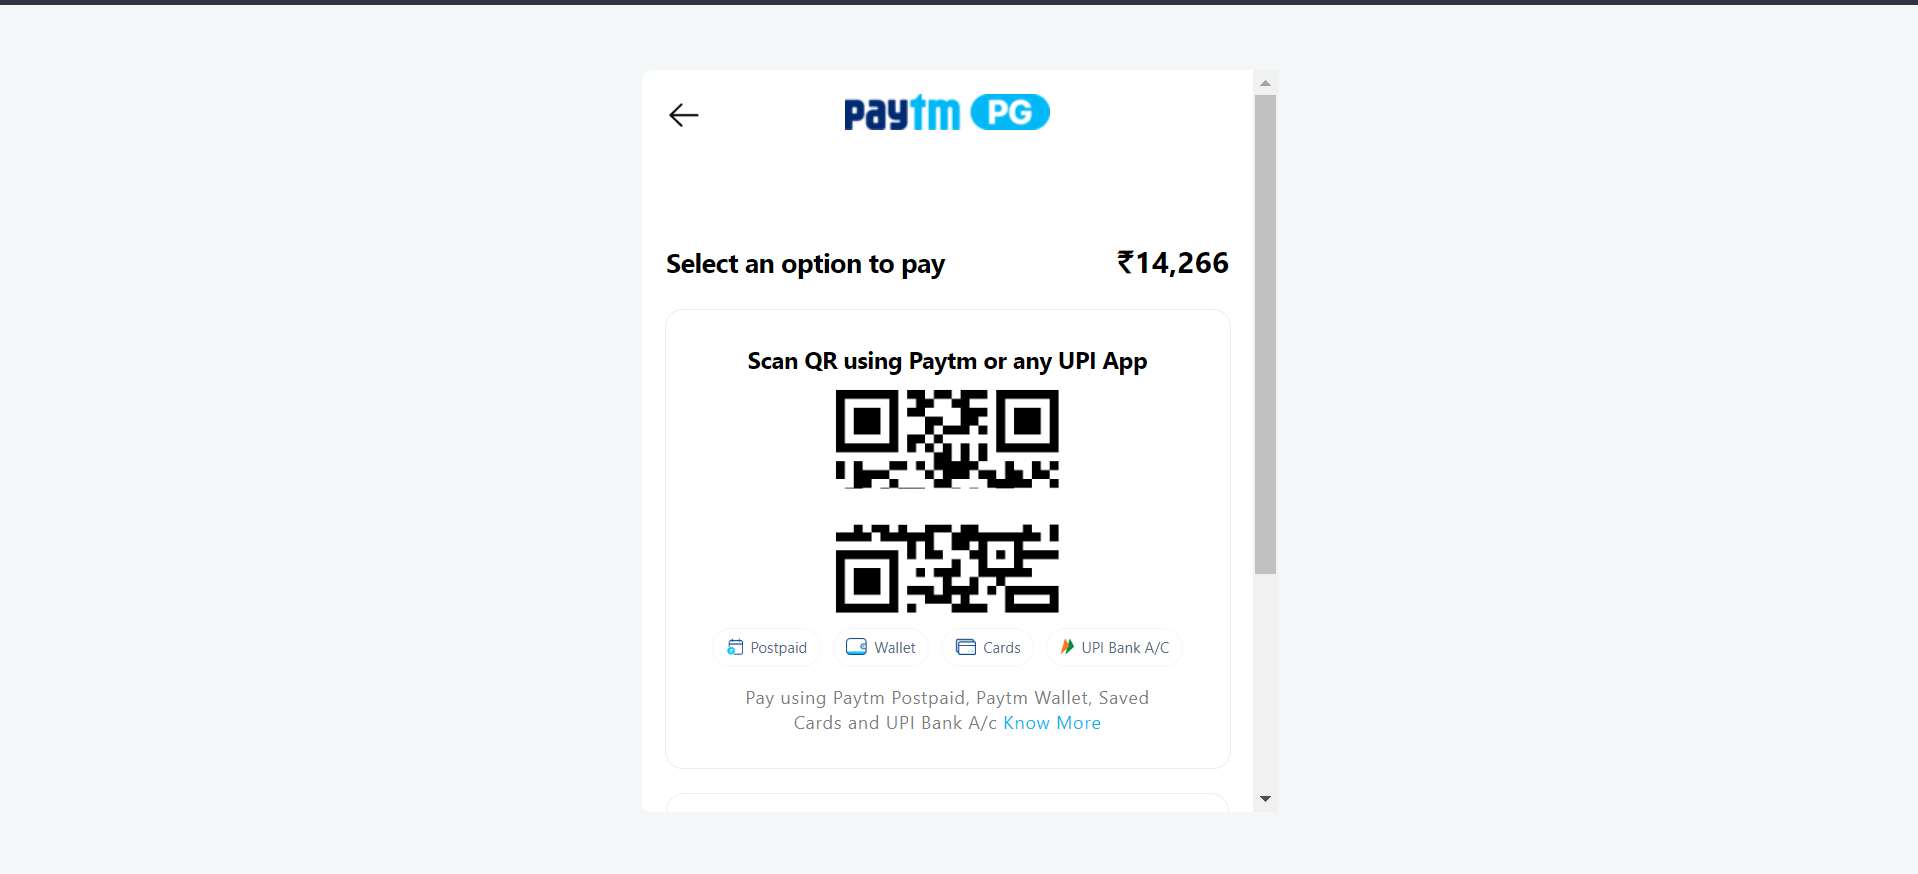 paytm PG
Select an option to pay ₹14,266
Scan QR using Paytm or any UPI App
Postpaid Wallet Cards UPI Bank A/C
Pay using Paytm Postpaid, Paytm Wallet, Saved
Cards and UPI Bank A/c Know More